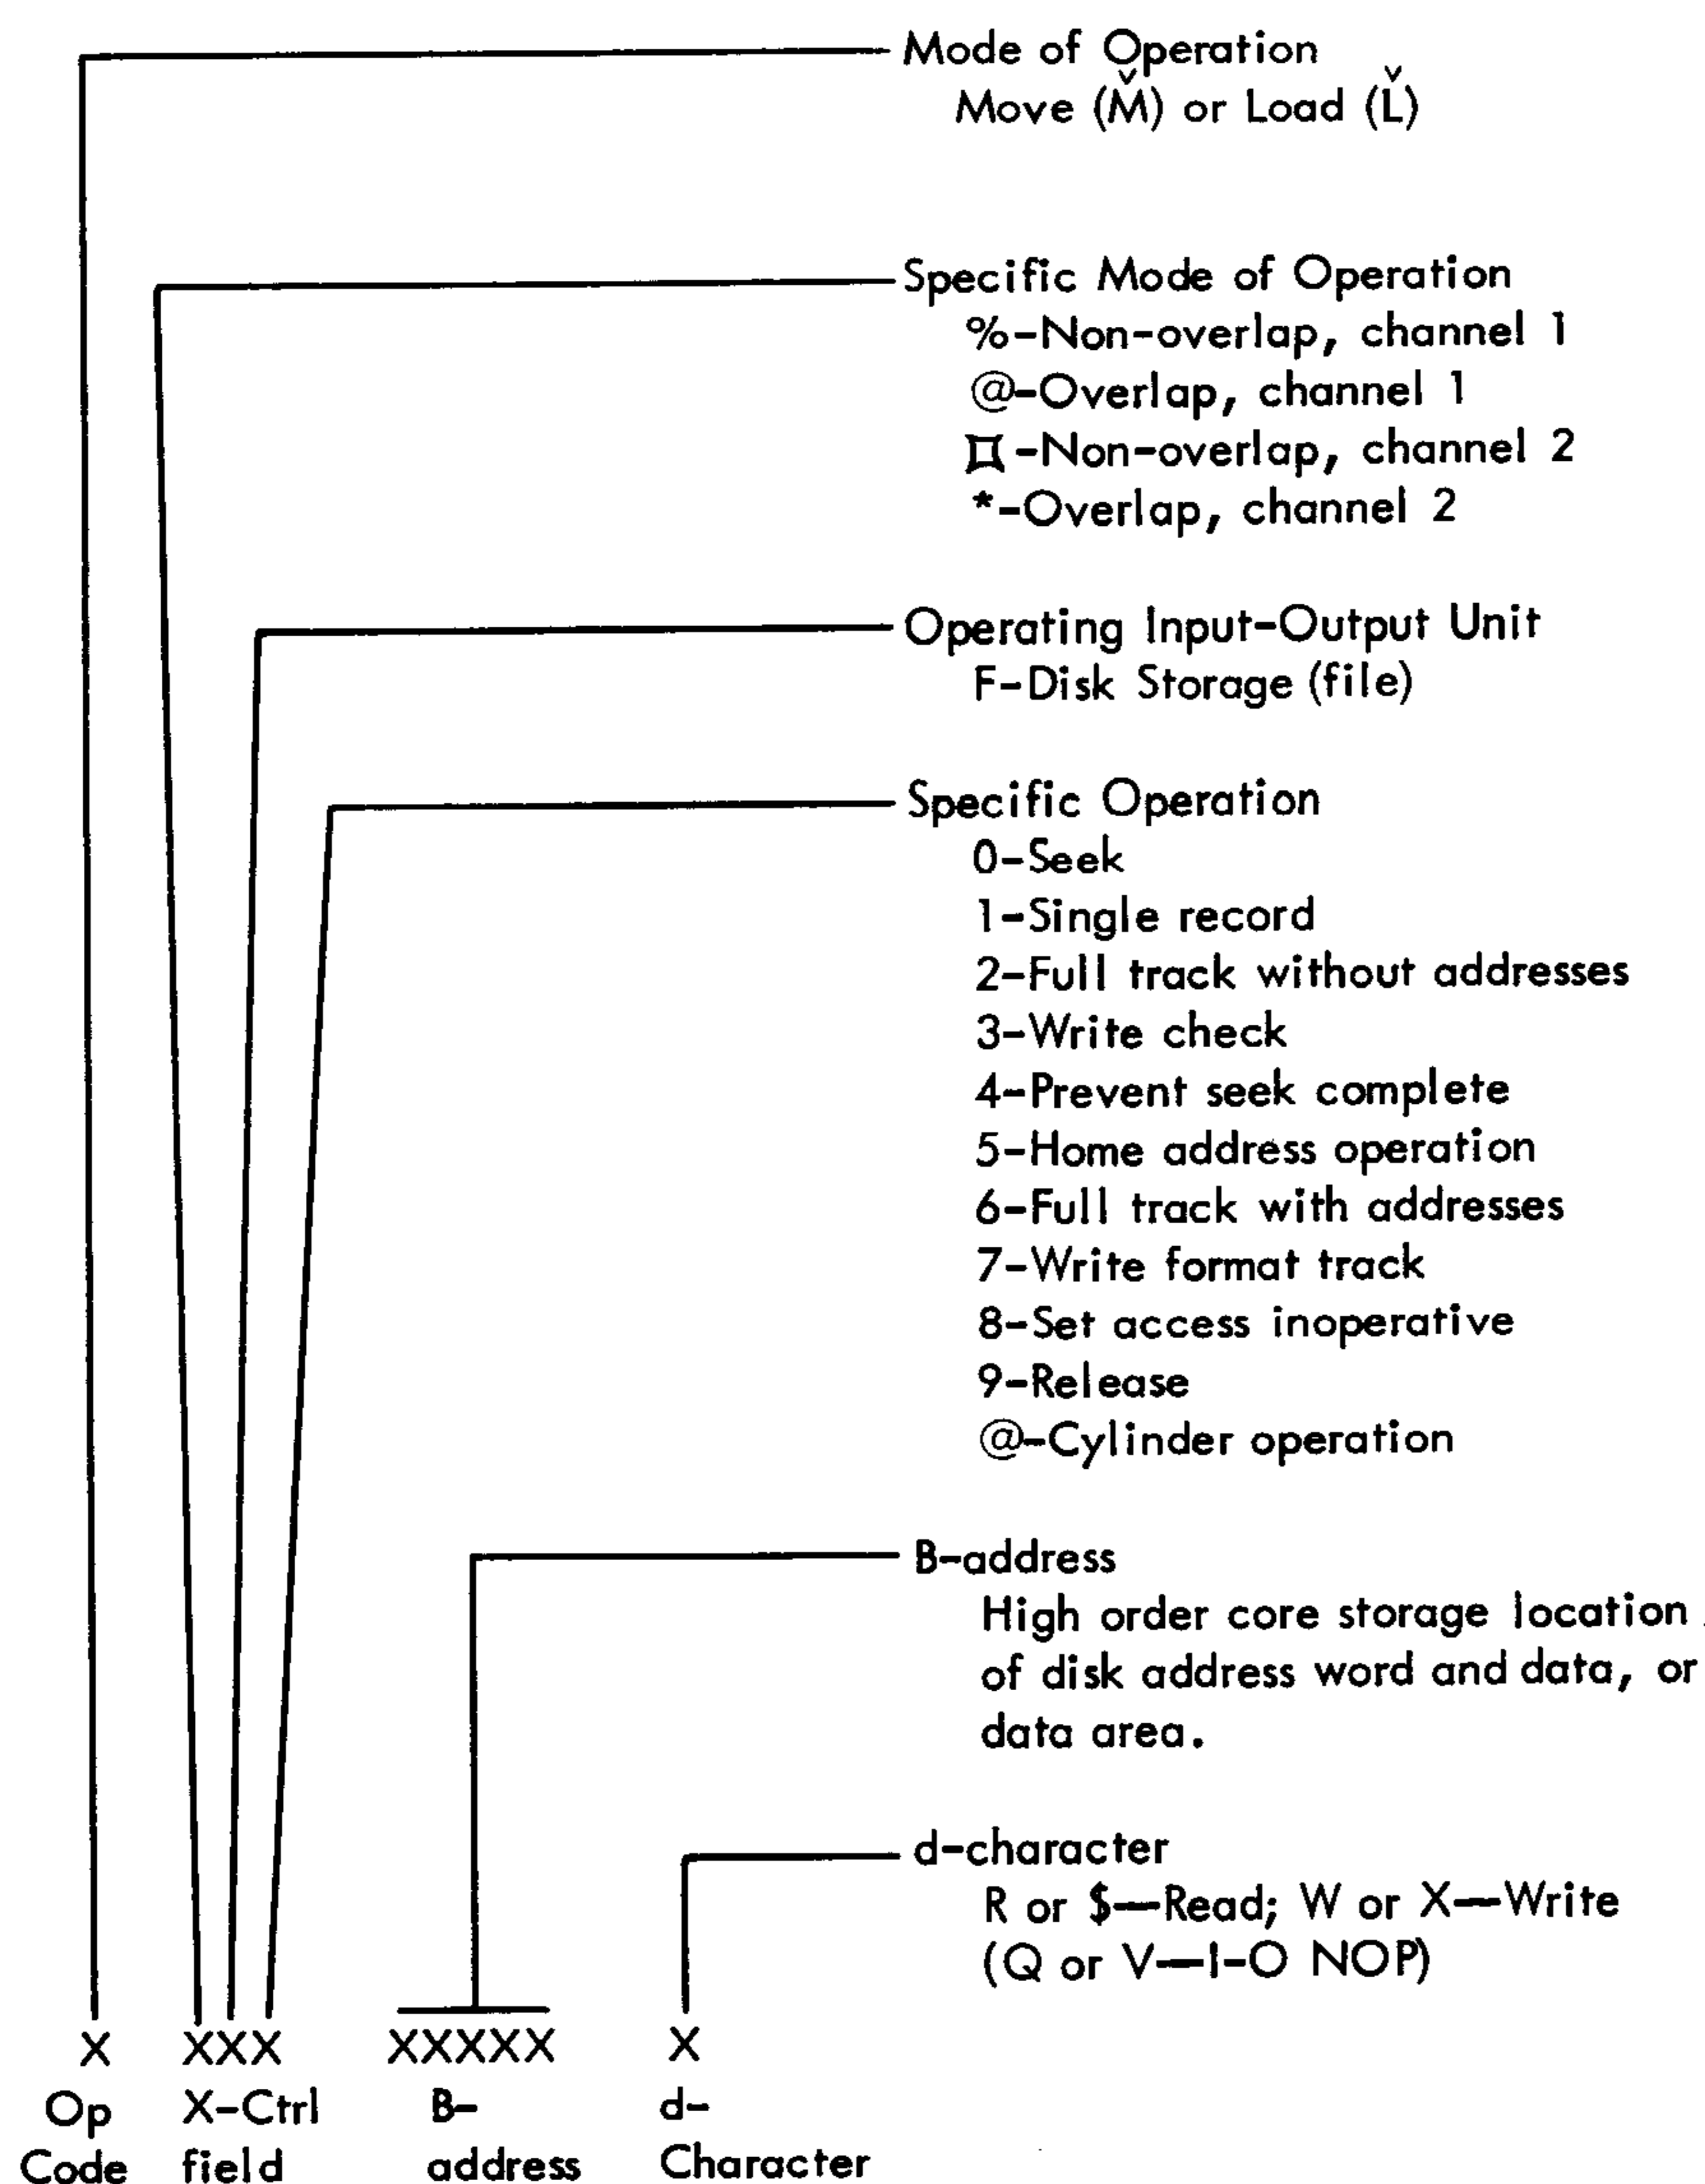 Mode of Operation
Move (M̌) or Load (Ľ)
Specific Mode of Operation
%-Non-overlap, channel 1
@-Overlap, channel 1
⌑-Non-overlap, channel 2
*-Overlap, channel 2
Operating Input-Output Unit
F-Disk Storage (file)
Specific Operation
0-Seek
1-Single record
2-Full track without addresses
3-Write check
4-Prevent seek complete
5-Home address operation
6-Full track with addresses
7-Write format track
8-Set access inoperative
9-Release
@-Cylinder operation
B-address
High order core storage location
of disk address word and data, or
data area.
d-character
R or $—Read; W or X—Write
(Q or V—I-O NOP)
X XXX XXXXX X
Op X-Ctrl B- d-
Code field address Character